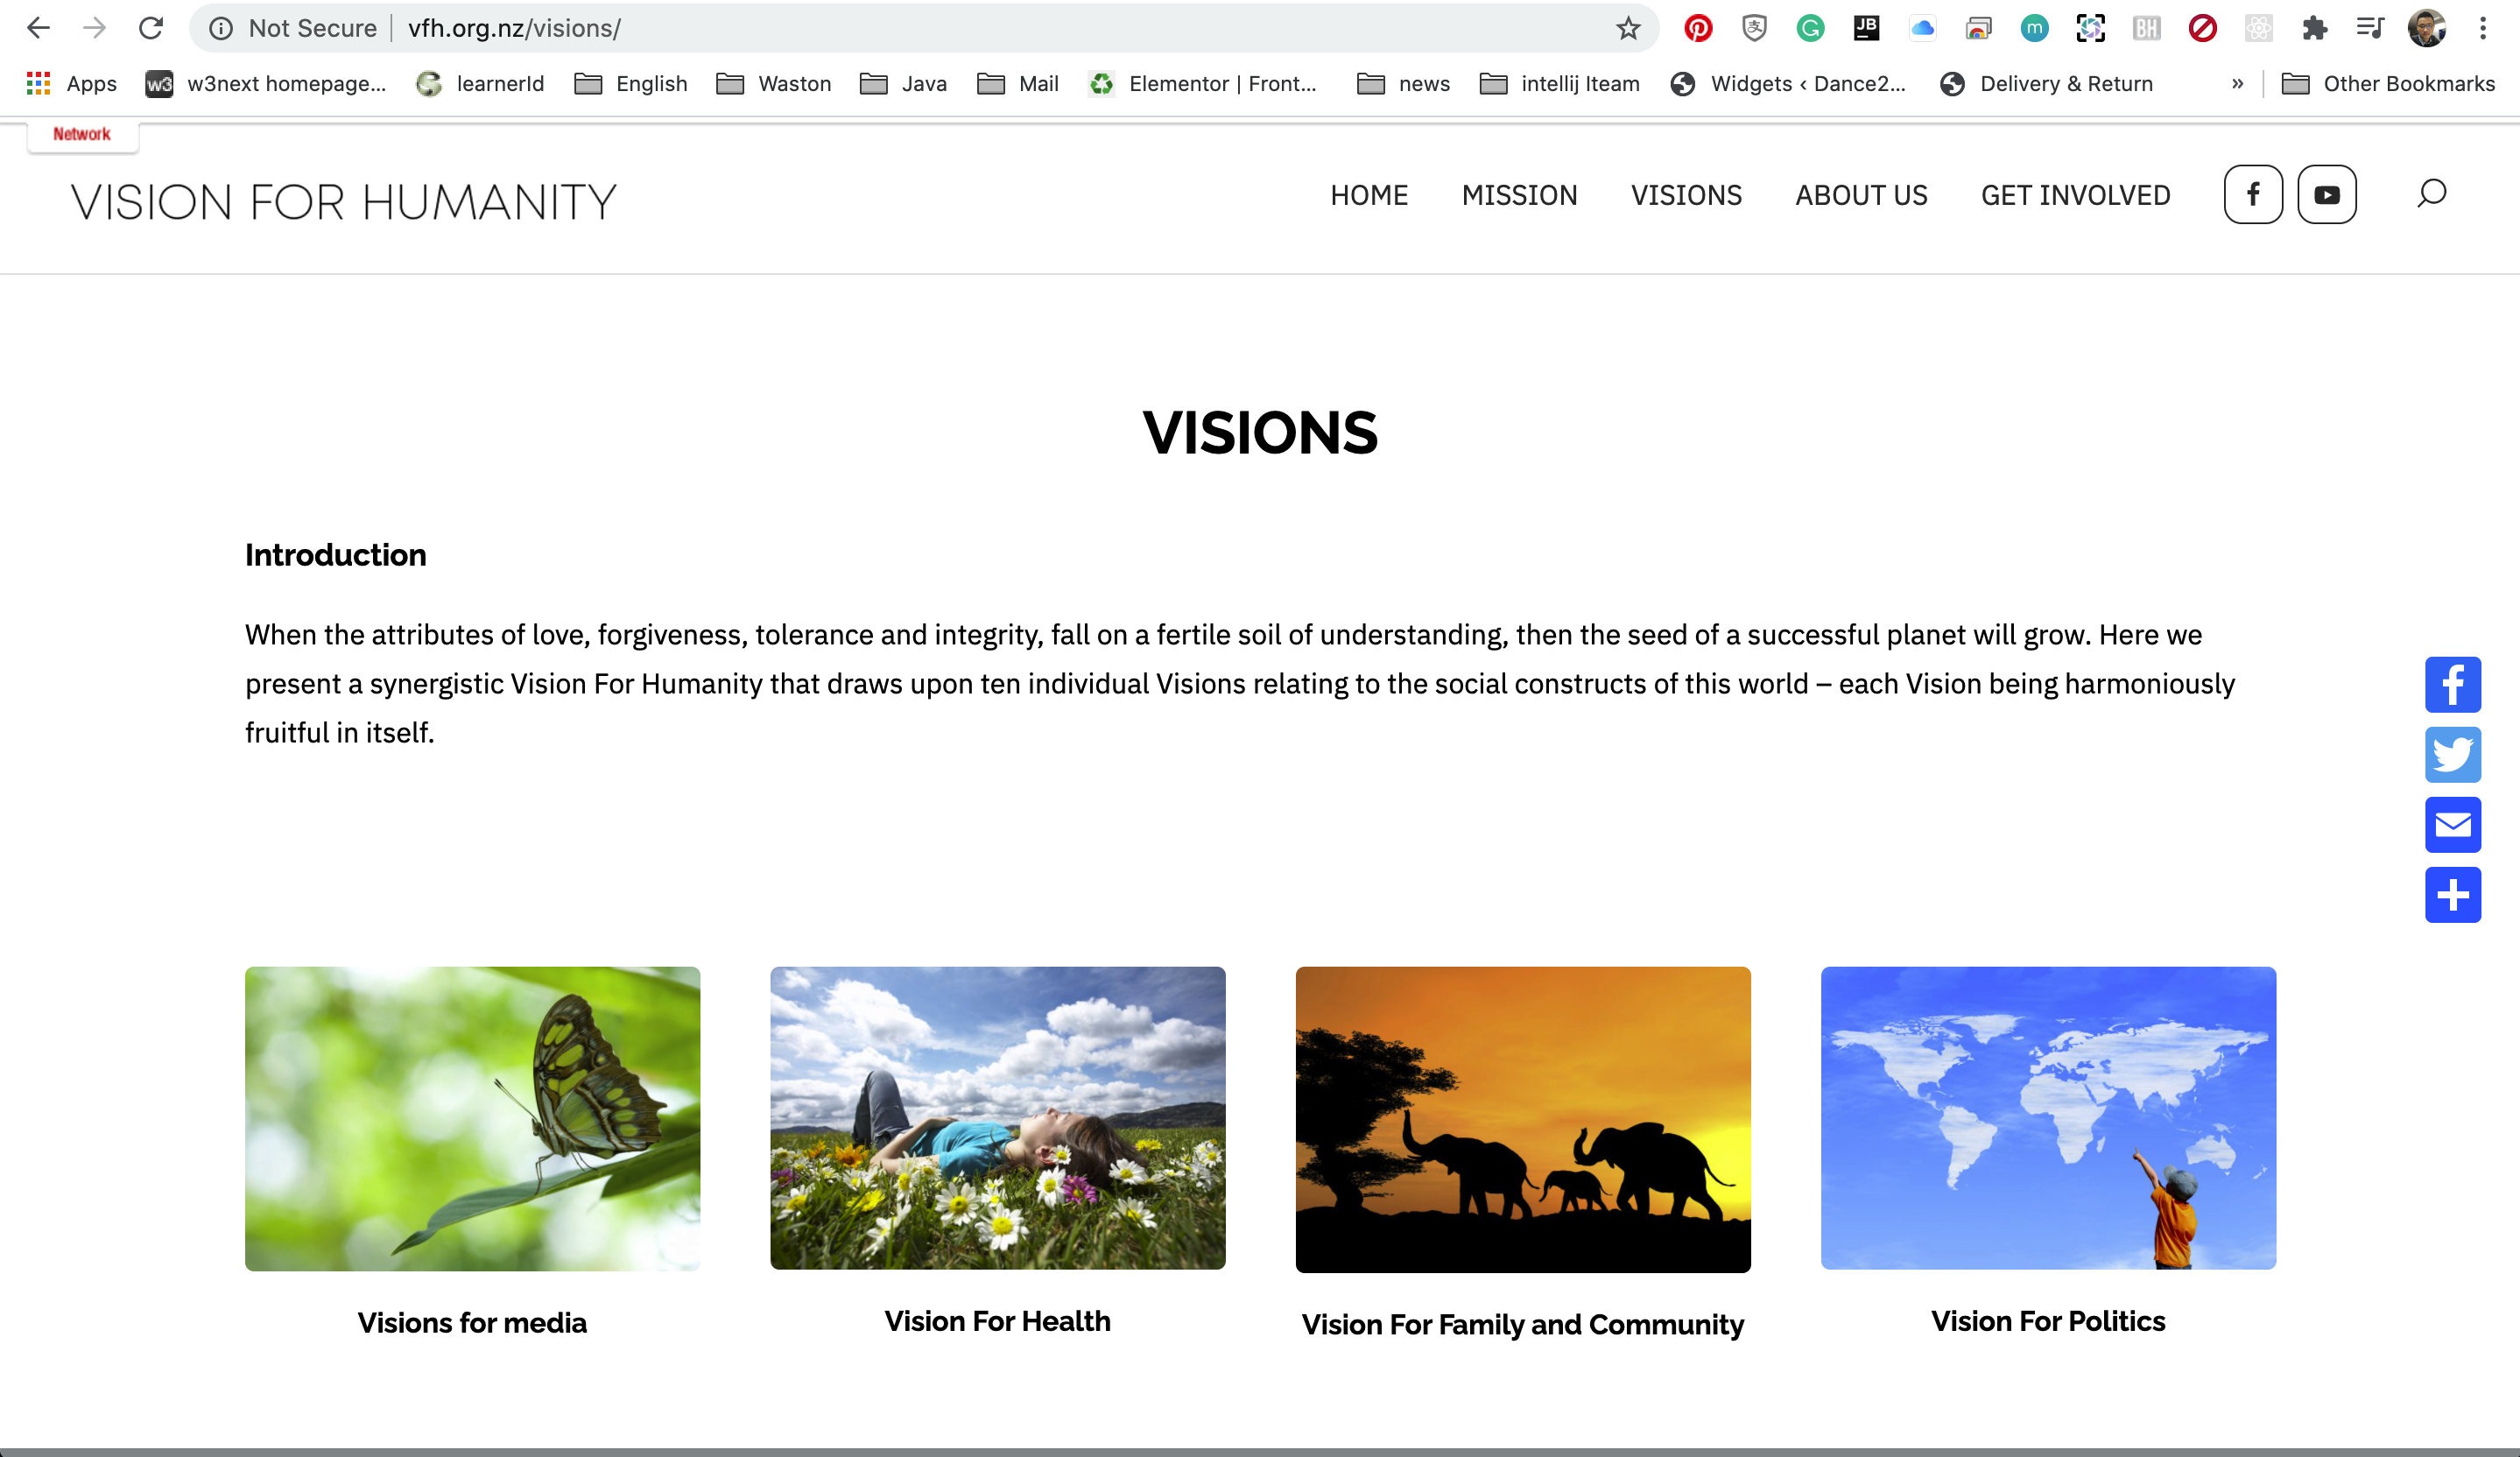 Not Secure vfh.org.nz/visions/
JB m BH
Apps w3 w3next homepage... learnerId English Waston Java Mail Elementor | Front... news intellij Iteam Widgets ‹ Dance2... Delivery & Return » Other Bookmarks
Network
VISION FOR HUMANITY HOME MISSION VISIONS ABOUT US GET INVOLVED
VISIONS
Introduction
When the attributes of love, forgiveness, tolerance and integrity, fall on a fertile soil of understanding, then the seed of a successful planet will grow. Here we
present a synergistic Vision For Humanity that draws upon ten individual Visions relating to the social constructs of this world – each Vision being harmoniously
fruitful in itself.
Visions for media
Vision For Health
Vision For Family and Community
Vision For Politics